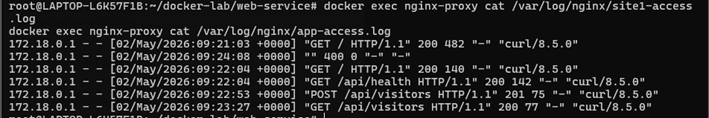 root@LAPTOP-L6K57F1B:~/docker-lab/web-service# docker exec nginx-proxy cat /var/log/nginx/site1-access
.log
docker exec nginx-proxy cat /var/log/nginx/app-access.log
172.18.0.1 - - [02/May/2026:09:21:03 +0000] "GET / HTTP/1.1" 200 482 "-" "curl/8.5.0"
172.18.0.1 - - [02/May/2026:09:24:08 +0000] "" 400 0 "-" "-"
172.18.0.1 - - [02/May/2026:09:22:04 +0000] "GET / HTTP/1.1" 200 140 "-" "curl/8.5.0"
172.18.0.1 - - [02/May/2026:09:22:04 +0000] "GET /api/health HTTP/1.1" 200 142 "-" "curl/8.5.0"
172.18.0.1 - - [02/May/2026:09:22:53 +0000] "POST /api/visitors HTTP/1.1" 201 75 "-" "curl/8.5.0"
172.18.0.1 - - [02/May/2026:09:23:27 +0000] "GET /api/visitors HTTP/1.1" 200 77 "-" "curl/8.5.0"